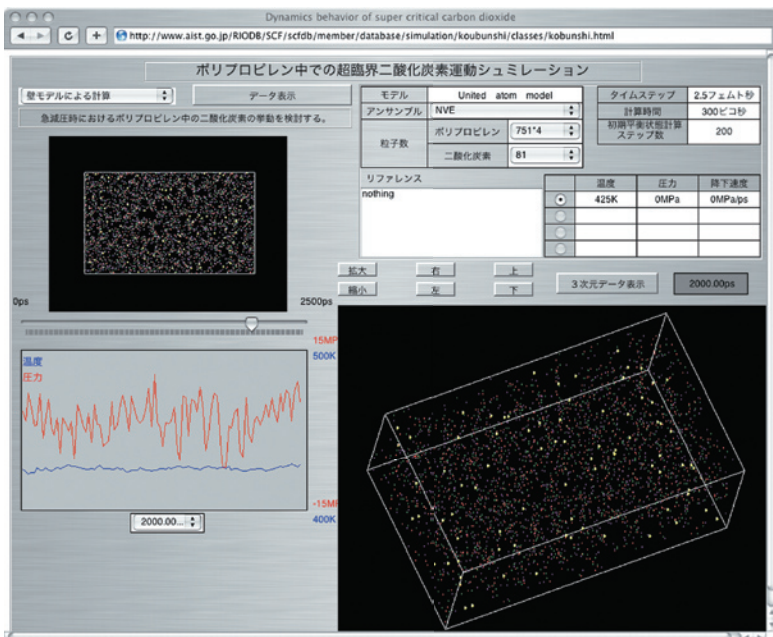 Dynamics behavior of super critical carbon dioxide
http://www.aist.go.jp/RIODB/SCF/scfdb/member/database/simulation/koubunshi/classes/kobunshi.html
ポリプロピレン中での超臨界二酸化炭素運動シュミレーション
壁モデルによる計算
データ表示
急減圧時におけるポリプロピレン中の二酸化炭素の挙動を検討する。
モデル United atom model
アンサンブル NVE
粒子数
ポリプロピレン 751*4
二酸化炭素 81
タイムステップ 2.5フェムト秒
計算時間 300ピコ秒
初期平衡状態計算
ステップ数 200
リファレンス
nothing
温度 圧力 降下速度
425K 0MPa 0MPa/ps
拡大 右 上
縮小 左 下
3次元データ表示
2000.00ps
0ps 2500ps
15MP
500K
温度
圧力
-15MP
400K
2000.00...